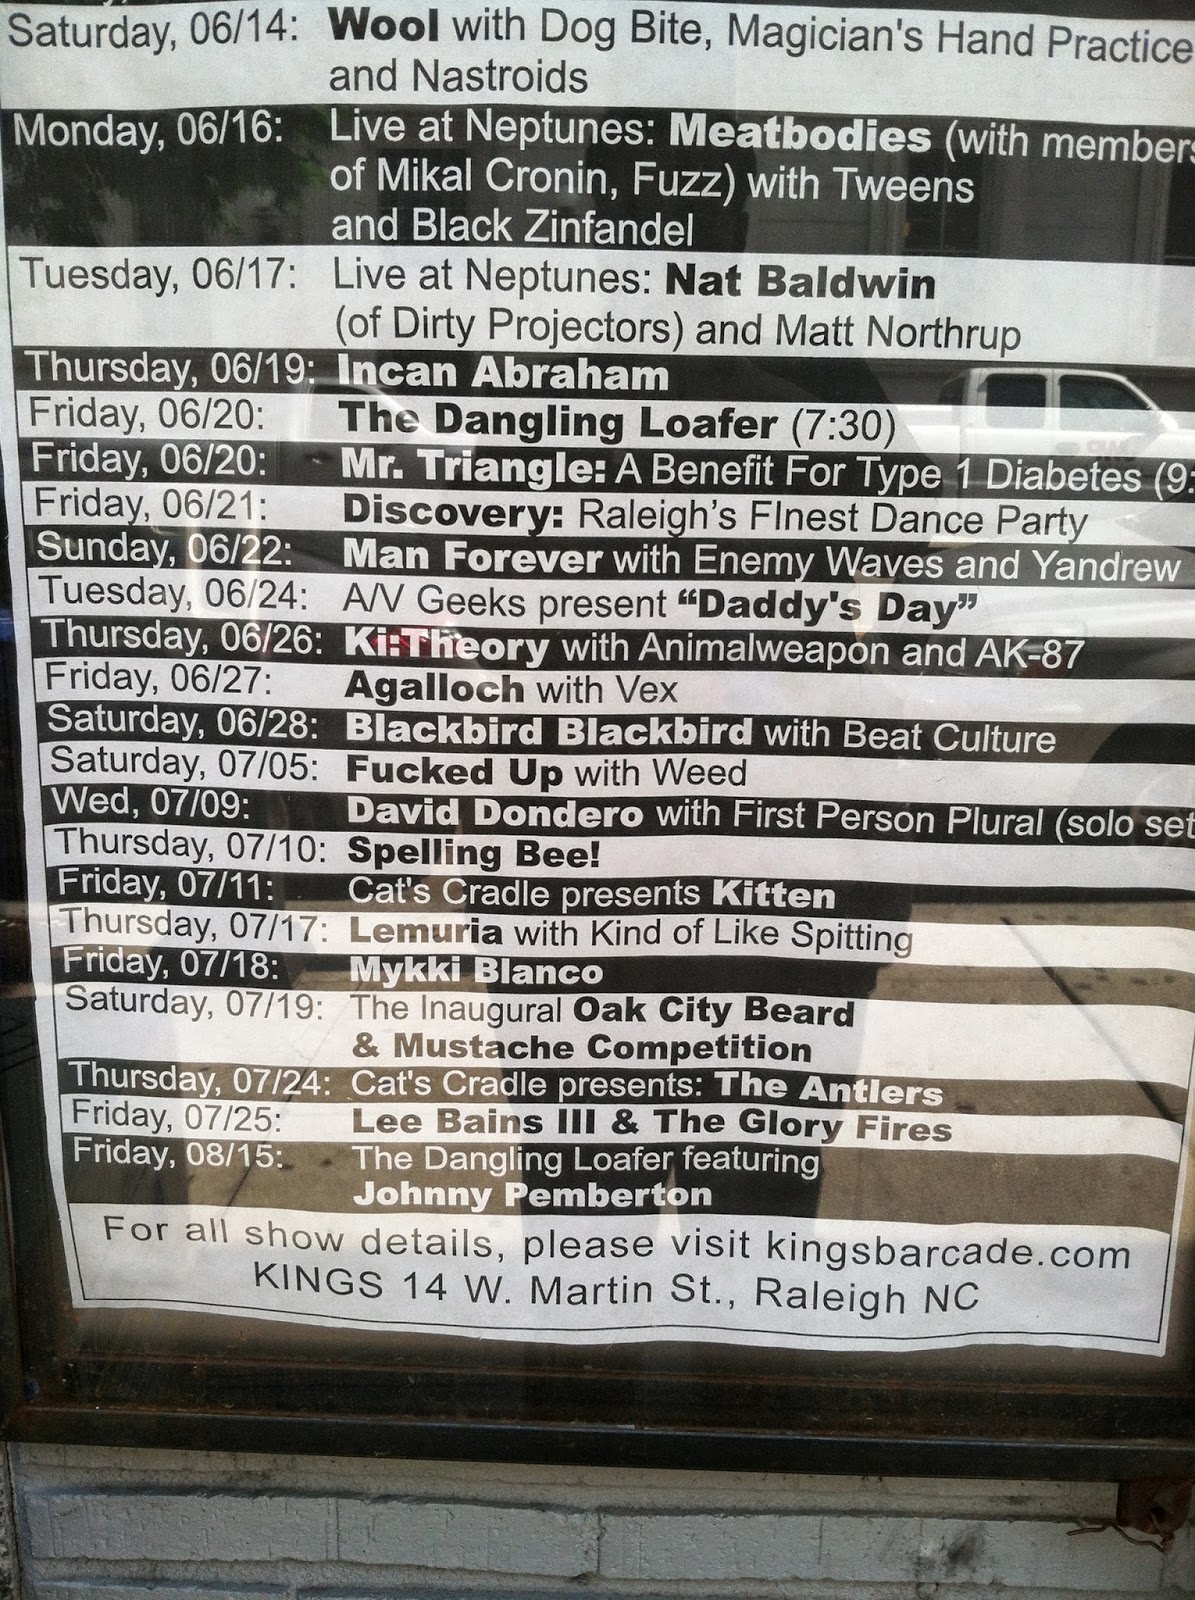 Saturday, 06/14: Wool with Dog Bite, Magician's Hand Practice
and Nastroids
Monday, 06/16: Live at Neptunes: Meatbodies (with members
of Mikal Cronin, Fuzz) with Tweens
and Black Zinfandel
Tuesday, 06/17: Live at Neptunes: Nat Baldwin
(of Dirty Projectors) and Matt Northrup
Thursday, 06/19: Incan Abraham
Friday, 06/20: The Dangling Loafer (7:30)
Friday, 06/20: Mr. Triangle: A Benefit For Type 1 Diabetes (9:
Friday, 06/21: Discovery: Raleigh's FInest Dance Party
Sunday, 06/22: Man Forever with Enemy Waves and Yandrew
Tuesday, 06/24: A/V Geeks present “Daddy's Day”
Thursday, 06/26: Ki:Theory with Animalweapon and AK-87
Friday, 06/27: Agalloch with Vex
Saturday, 06/28: Blackbird Blackbird with Beat Culture
Saturday, 07/05: Fucked Up with Weed
Wed, 07/09: David Dondero with First Person Plural (solo set
Thursday, 07/10: Spelling Bee!
Friday, 07/11: Cat's Cradle presents Kitten
Thursday, 07/17: Lemuria with Kind of Like Spitting
Friday, 07/18: Mykki Blanco
Saturday, 07/19: The Inaugural Oak City Beard
& Mustache Competition
Thursday, 07/24: Cat's Cradle presents: The Antlers
Friday, 07/25: Lee Bains III & The Glory Fires
Friday, 08/15: The Dangling Loafer featuring
Johnny Pemberton
For all show details, please visit kingsbarcade.com
KINGS 14 W. Martin St., Raleigh NC